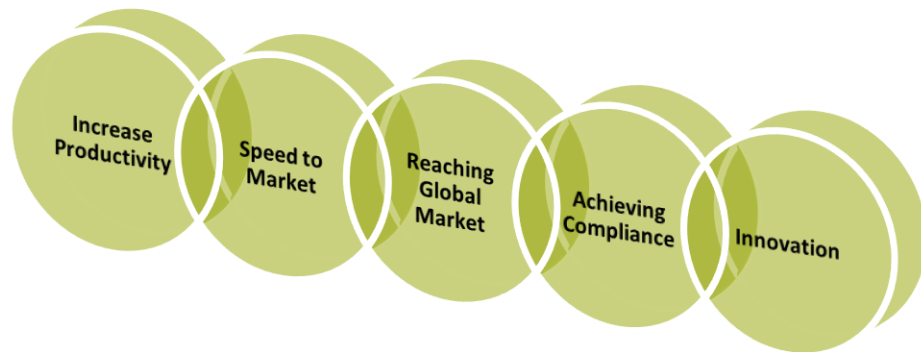 Increase
Productivity
Speed to
Market
Reaching
Global
Market
Achieving
Compliance
Innovation